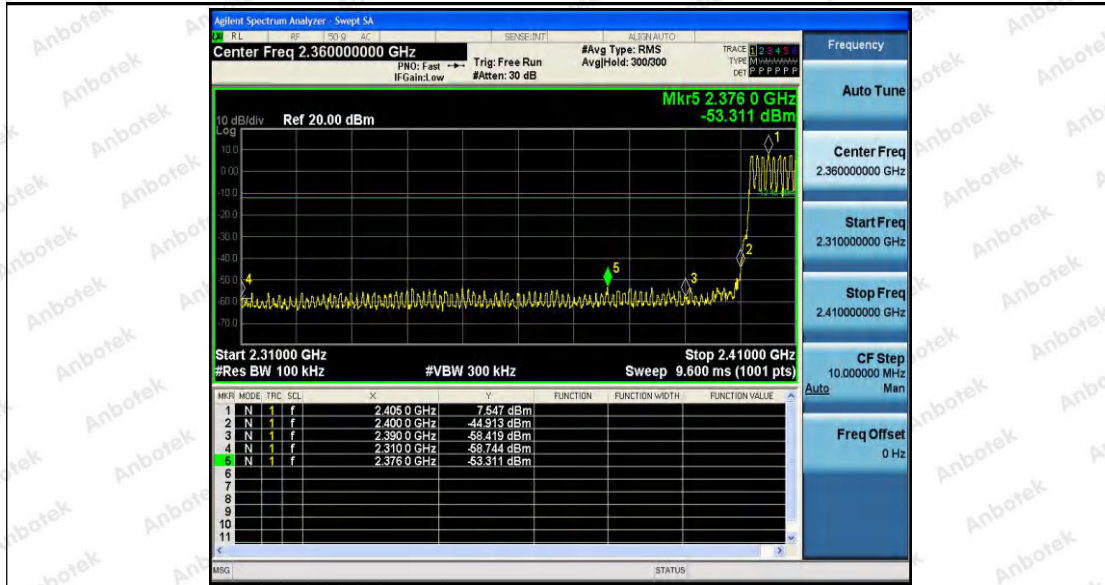 Agilent Spectrum Analyzer - Swept SA
RL RF 50 Ω AC SENSE:INT ALIGN AUTO
Center Freq 2.360000000 GHz
PNO: Fast
IFGain:Low
Trig: Free Run
#Atten: 30 dB
#Avg Type: RMS
Avg|Hold: 300/300
TRACE 1 2 3 4 5 6
TYPE M
DET P P P P P P
Mkr5 2.376 0 GHz
-53.311 dBm
10 dB/div Ref 20.00 dBm
Log
10.0
0.00
-10.0
-20.0
-30.0
-40.0
-50.0
-60.0
-70.0
1
2
3
4
5
Start 2.31000 GHz
Stop 2.41000 GHz
#Res BW 100 kHz
#VBW 300 kHz
Sweep 9.600 ms (1001 pts)
MKR MODE TRC SCL X Y FUNCTION FUNCTION WIDTH FUNCTION VALUE
1 N 1 f 2.405 0 GHz 7.547 dBm
2 N 1 f 2.400 0 GHz -44.913 dBm
3 N 1 f 2.390 0 GHz -58.419 dBm
4 N 1 f 2.310 0 GHz -58.744 dBm
5 N 1 f 2.376 0 GHz -53.311 dBm
6
7
8
9
10
11
MSG
STATUS
Frequency
Auto Tune
Center Freq
2.360000000 GHz
Start Freq
2.310000000 GHz
Stop Freq
2.410000000 GHz
CF Step
10.000000 MHz
Auto Man
Freq Offset
0 Hz
Anbotek